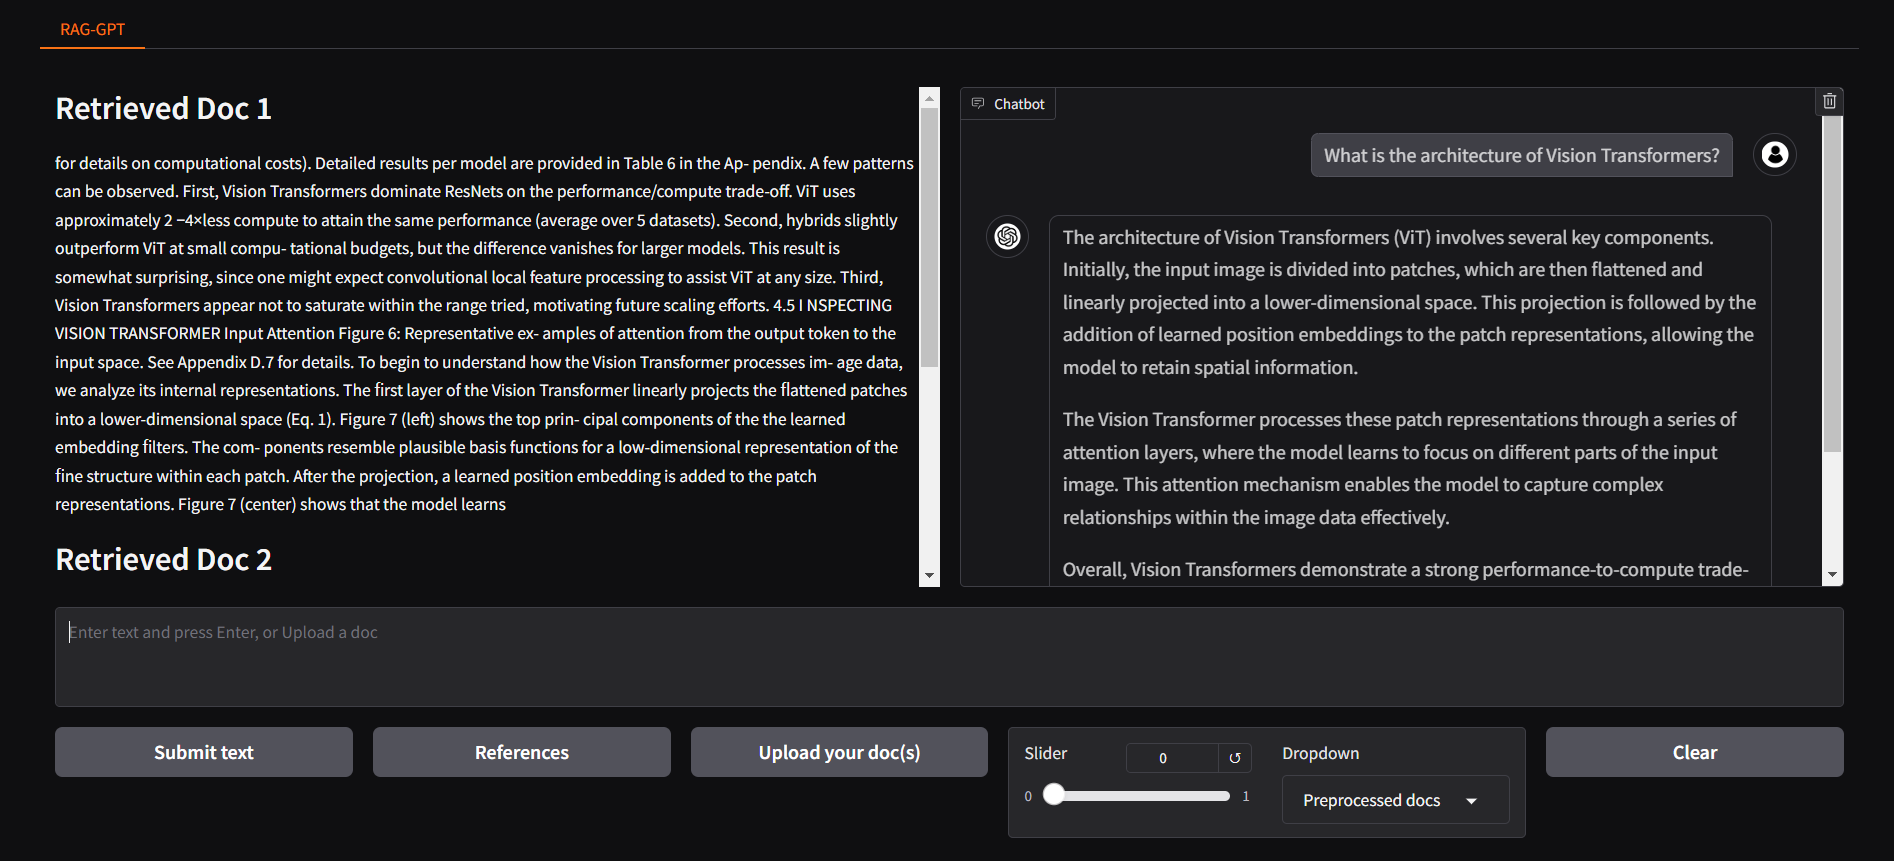 RAG-GPT
Retrieved Doc 1
for details on computational costs). Detailed results per model are provided in Table 6 in the Ap- pendix. A few patterns
can be observed. First, Vision Transformers dominate ResNets on the performance/compute trade-off. ViT uses
approximately 2 −4×less compute to attain the same performance (average over 5 datasets). Second, hybrids slightly
outperform ViT at small compu- tational budgets, but the difference vanishes for larger models. This result is
somewhat surprising, since one might expect convolutional local feature processing to assist ViT at any size. Third,
Vision Transformers appear not to saturate within the range tried, motivating future scaling efforts. 4.5 I NSPECTING
VISION TRANSFORMER Input Attention Figure 6: Representative ex- amples of attention from the output token to the
input space. See Appendix D.7 for details. To begin to understand how the Vision Transformer processes im- age data,
we analyze its internal representations. The first layer of the Vision Transformer linearly projects the flattened patches
into a lower-dimensional space (Eq. 1). Figure 7 (left) shows the top prin- cipal components of the the learned
embedding filters. The com- ponents resemble plausible basis functions for a low-dimensional representation of the
fine structure within each patch. After the projection, a learned position embedding is added to the patch
representations. Figure 7 (center) shows that the model learns
Retrieved Doc 2
Chatbot
What is the architecture of Vision Transformers?
The architecture of Vision Transformers (ViT) involves several key components.
Initially, the input image is divided into patches, which are then flattened and
linearly projected into a lower-dimensional space. This projection is followed by the
addition of learned position embeddings to the patch representations, allowing the
model to retain spatial information.
The Vision Transformer processes these patch representations through a series of
attention layers, where the model learns to focus on different parts of the input
image. This attention mechanism enables the model to capture complex
relationships within the image data effectively.
Overall, Vision Transformers demonstrate a strong performance-to-compute trade-
Enter text and press Enter, or Upload a doc
Submit text
References
Upload your doc(s)
Slider
0
0
1
Dropdown
Preprocessed docs
Clear